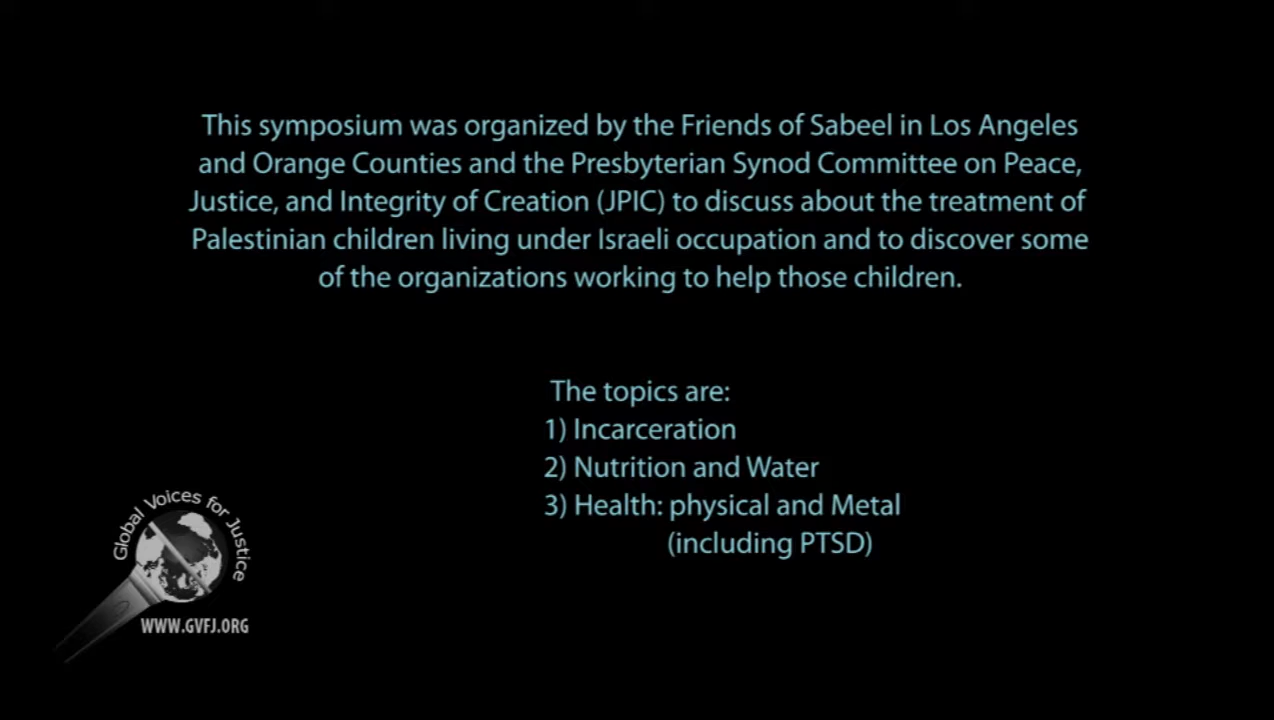 This symposium was organized by the Friends of Sabeel in Los Angeles
and Orange Counties and the Presbyterian Synod Committee on Peace,
Justice, and Integrity of Creation (JPIC) to discuss about the treatment of
Palestinian children living under Israeli occupation and to discover some
of the organizations working to help those children.
The topics are:
1) Incarceration
2) Nutrition and Water
3) Health: physical and Metal
(including PTSD)
Global Voices for Justice
WWW.GVFJ.ORG